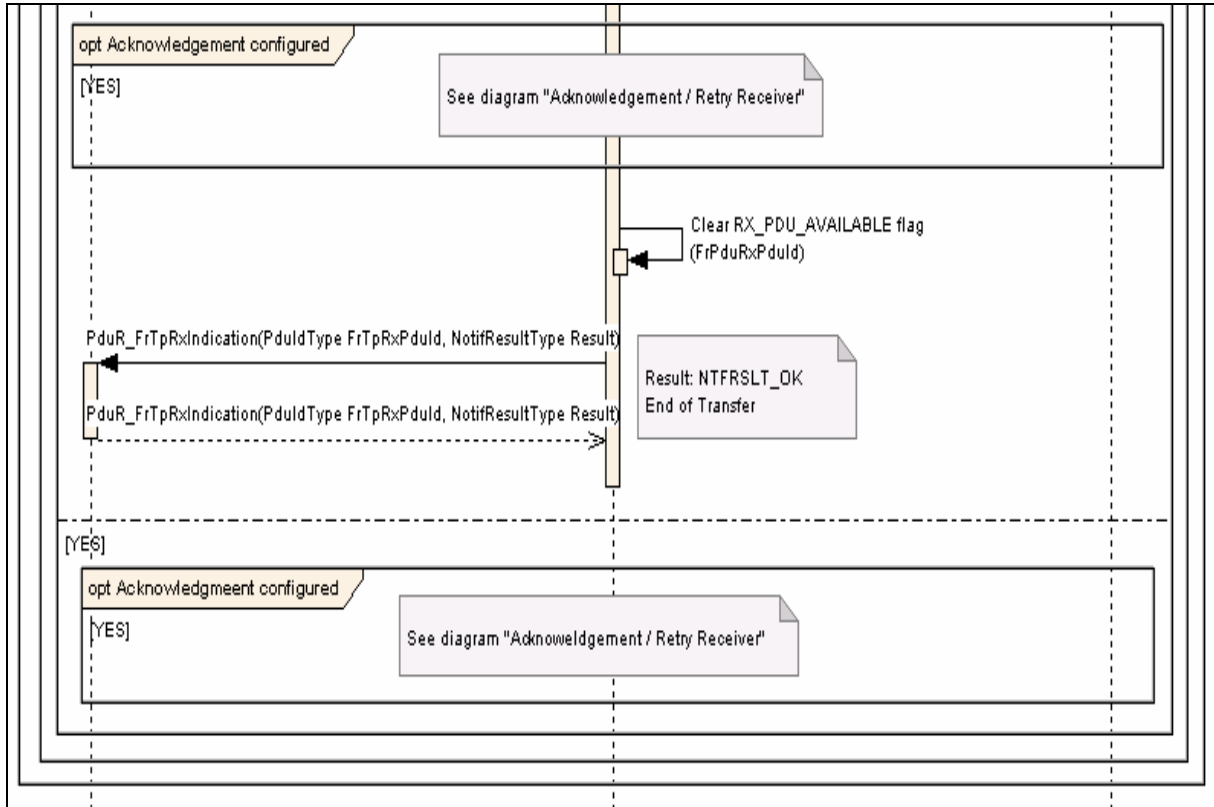 opt Acknowledgement configured
[YES]
See diagram "Acknowledgement / Retry Receiver"
Clear RX_PDU_AVAILABLE flag
(FrPduRxPduId)
PduR_FrTpRxIndication(PduIdType FrTpRxPduId, NotifResultType Result)
Result: NTFRSLT_OK
End of Transfer
PduR_FrTpRxIndication(PduIdType FrTpRxPduId, NotifResultType Result)
[YES]
opt Acknowledgmeent configured
[YES]
See diagram "Acknoweldgement / Retry Receiver"